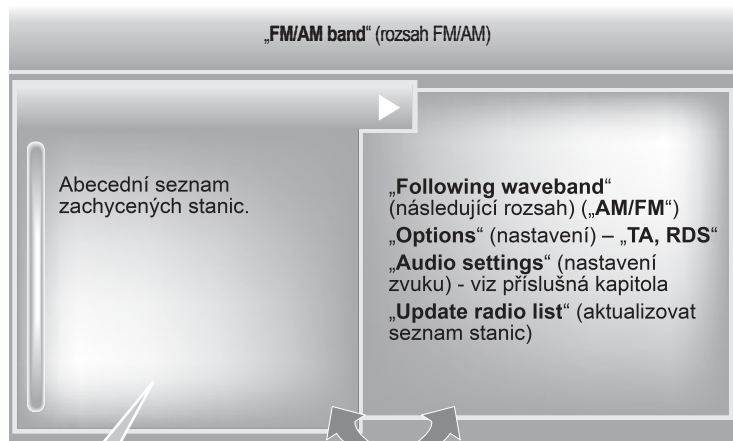 „FM/AM band“ (rozsah FM/AM)
Abecední seznam
zachycených stanic.
„Following waveband“
(následující rozsah) („AM/FM“)
„Options“ (nastavení) – „TA, RDS“
„Audio settings“ (nastavení
zvuku) - viz příslušná kapitola
„Update radio list“ (aktualizovat
seznam stanic)